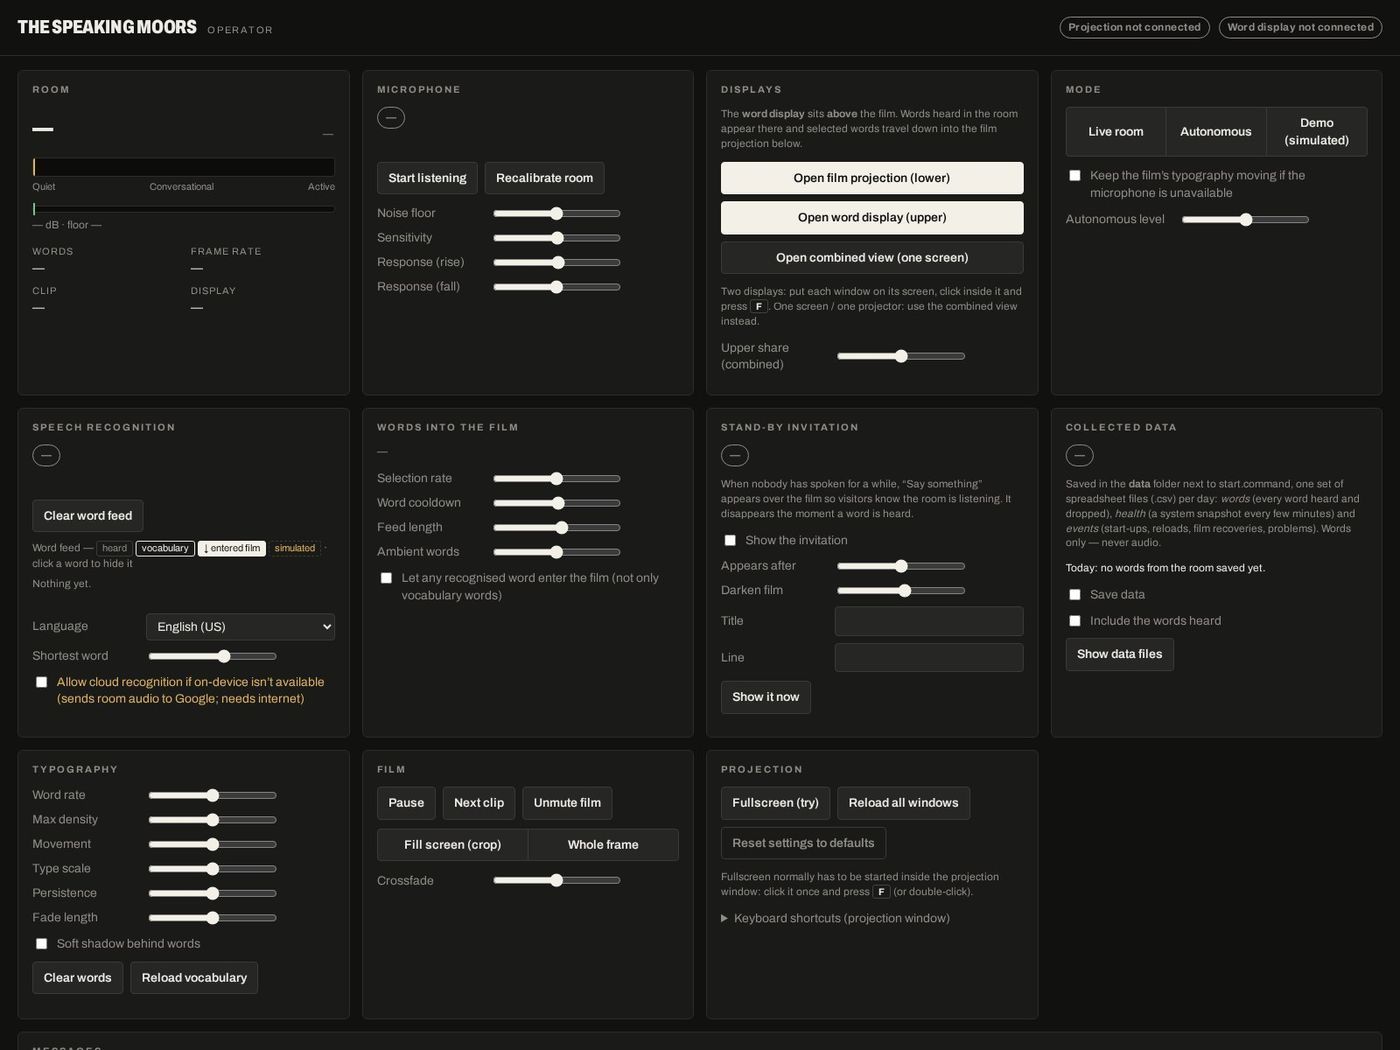 THE SPEAKING MOORS OPERATOR
Projection not connected
Word display not connected
ROOM
—
—
Quiet Conversational Active
— dB · floor —
WORDS FRAME RATE
— —
CLIP DISPLAY
— —
MICROPHONE
—
Start listening Recalibrate room
Noise floor
Sensitivity
Response (rise)
Response (fall)
DISPLAYS
The word display sits above the film. Words heard in the room
appear there and selected words travel down into the film
projection below.
Open film projection (lower)
Open word display (upper)
Open combined view (one screen)
Two displays: put each window on its screen, click inside it and
press F. One screen / one projector: use the combined view
instead.
Upper share
(combined)
MODE
Live room Autonomous Demo
(simulated)
Keep the film’s typography moving if the
microphone is unavailable
Autonomous level
SPEECH RECOGNITION
—
Clear word feed
Word feed — heard vocabulary ↓ entered film simulated ·
click a word to hide it
Nothing yet.
Language English (US)
Shortest word
Allow cloud recognition if on-device isn’t available
(sends room audio to Google; needs internet)
WORDS INTO THE FILM
—
Selection rate
Word cooldown
Feed length
Ambient words
Let any recognised word enter the film (not only
vocabulary words)
STAND-BY INVITATION
—
When nobody has spoken for a while, “Say something”
appears over the film so visitors know the room is listening. It
disappears the moment a word is heard.
Show the invitation
Appears after
Darken film
Title
Line
Show it now
COLLECTED DATA
—
Saved in the data folder next to start.command, one set of
spreadsheet files (.csv) per day: words (every word heard and
dropped), health (a system snapshot every few minutes) and
events (start-ups, reloads, film recoveries, problems). Words
only — never audio.
Today: no words from the room saved yet.
Save data
Include the words heard
Show data files
TYPOGRAPHY
Word rate
Max density
Movement
Type scale
Persistence
Fade length
Soft shadow behind words
Clear words Reload vocabulary
FILM
Pause Next clip Unmute film
Fill screen (crop) Whole frame
Crossfade
PROJECTION
Fullscreen (try) Reload all windows
Reset settings to defaults
Fullscreen normally has to be started inside the projection
window: click it once and press F (or double-click).
▶ Keyboard shortcuts (projection window)
MESSAGES